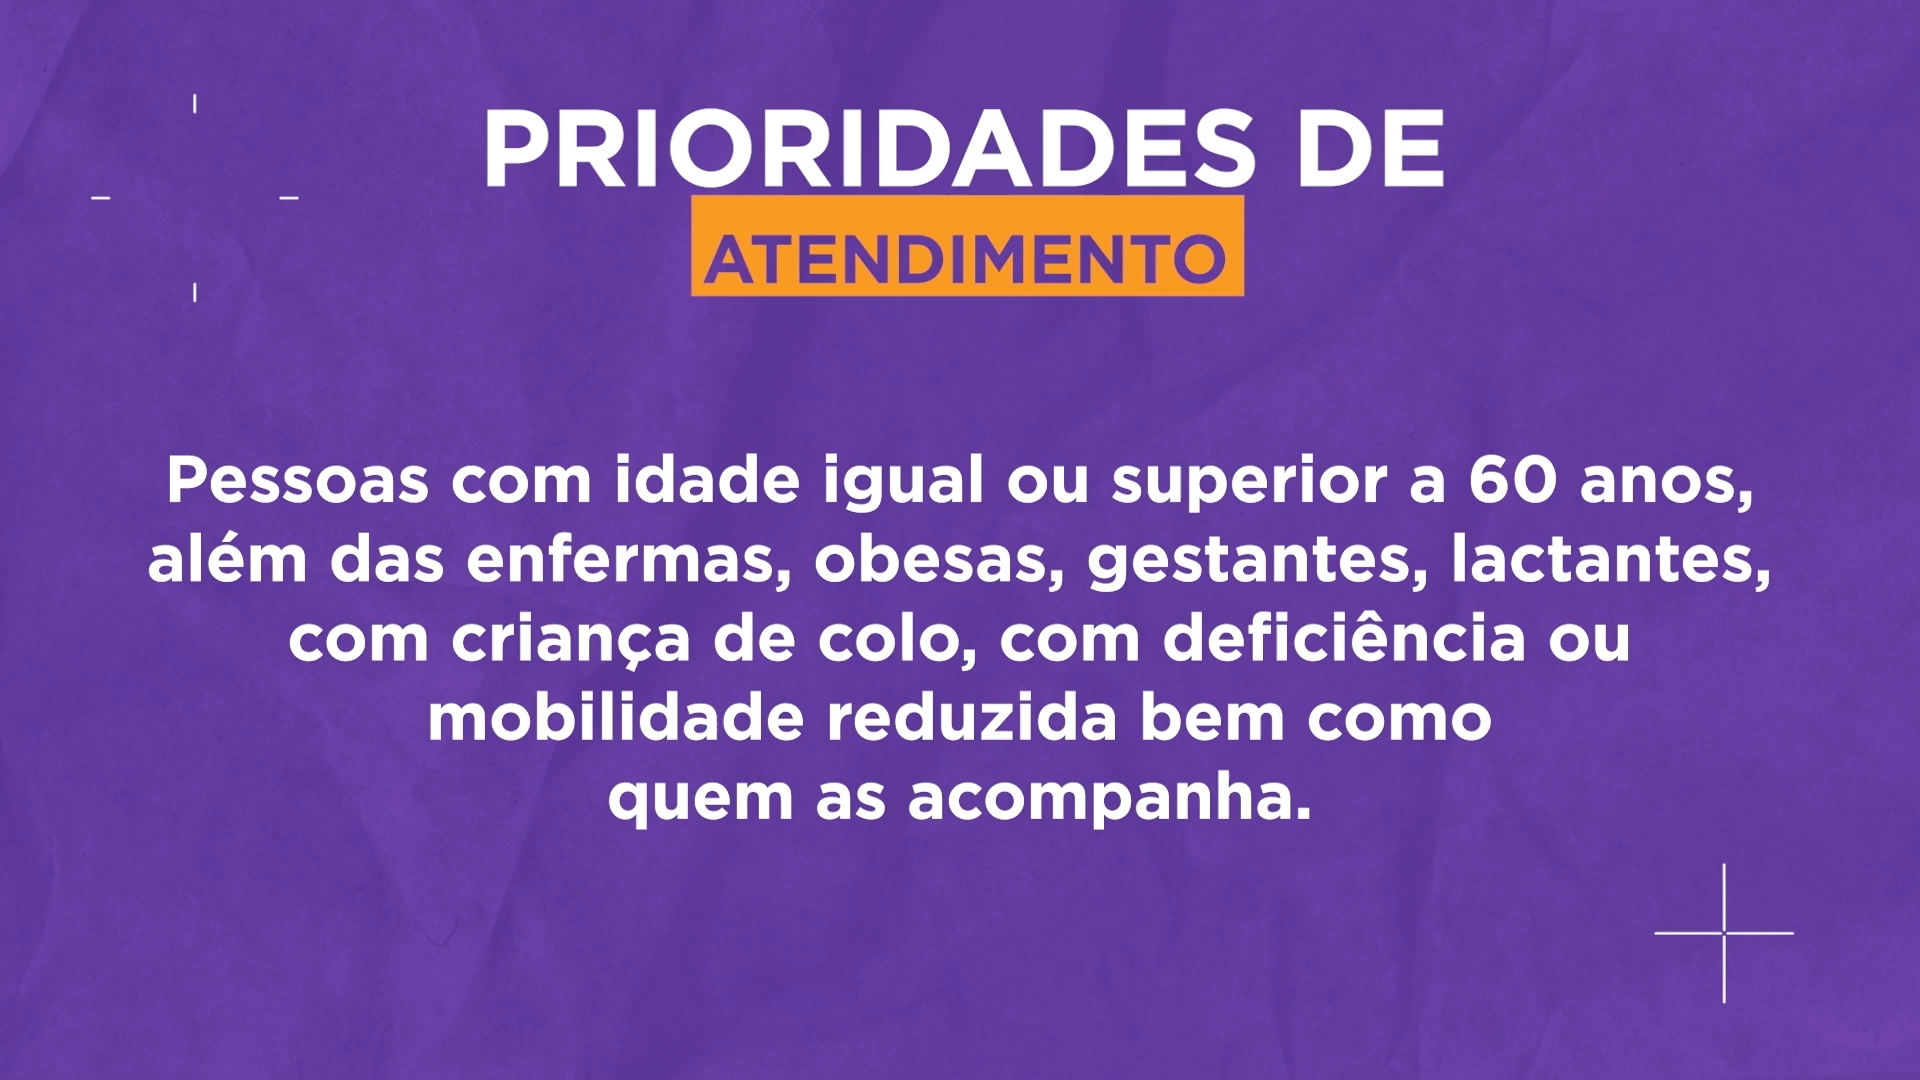 PRIORIDADES DE
ATENDIMENTO
Pessoas com idade igual ou superior a 60 anos,
além das enfermas, obesas, gestantes, lactantes,
com criança de colo, com deficiência ou
mobilidade reduzida bem como
quem as acompanha.